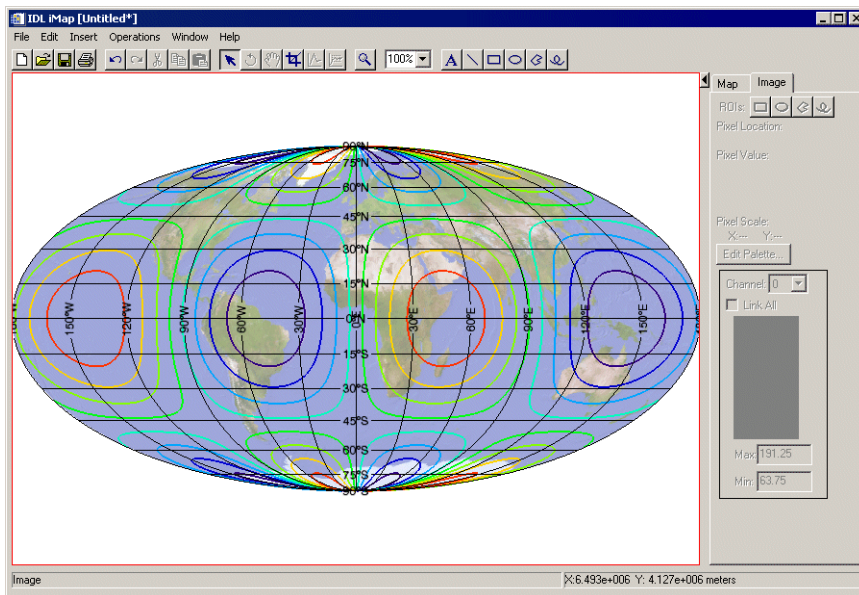 IDL iMap [Untitled*]
File Edit Insert Operations Window Help
100%
Map Image
ROIs:
Pixel Location:
Pixel Value:
Pixel Scale:
X:--- Y:---
Edit Palette...
Channel: 0
Link All
Max: 191.25
Min: 63.75
90°N
75°N
60°N
45°N
30°N
15°N
150°W 120°W 90°W 60°W 30°W 0°N 0°E 30°E 60°E 90°E 120°E 150°E
15°S
30°S
45°S
60°S
75°S
90°S
Image X:6.493e+006 Y: 4.127e+006 meters